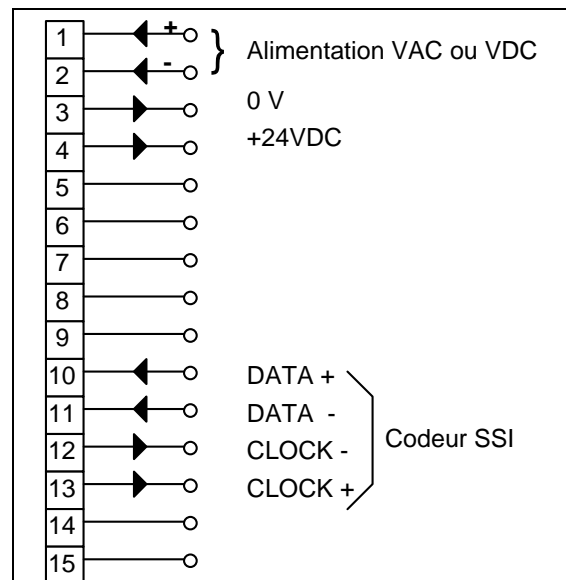 1 + } Alimentation VAC ou VDC
2 -
3 0 V
4 +24VDC
5
6
7
8
9
10 DATA +
11 DATA -
12 CLOCK - Codeur SSI
13 CLOCK +
14
15